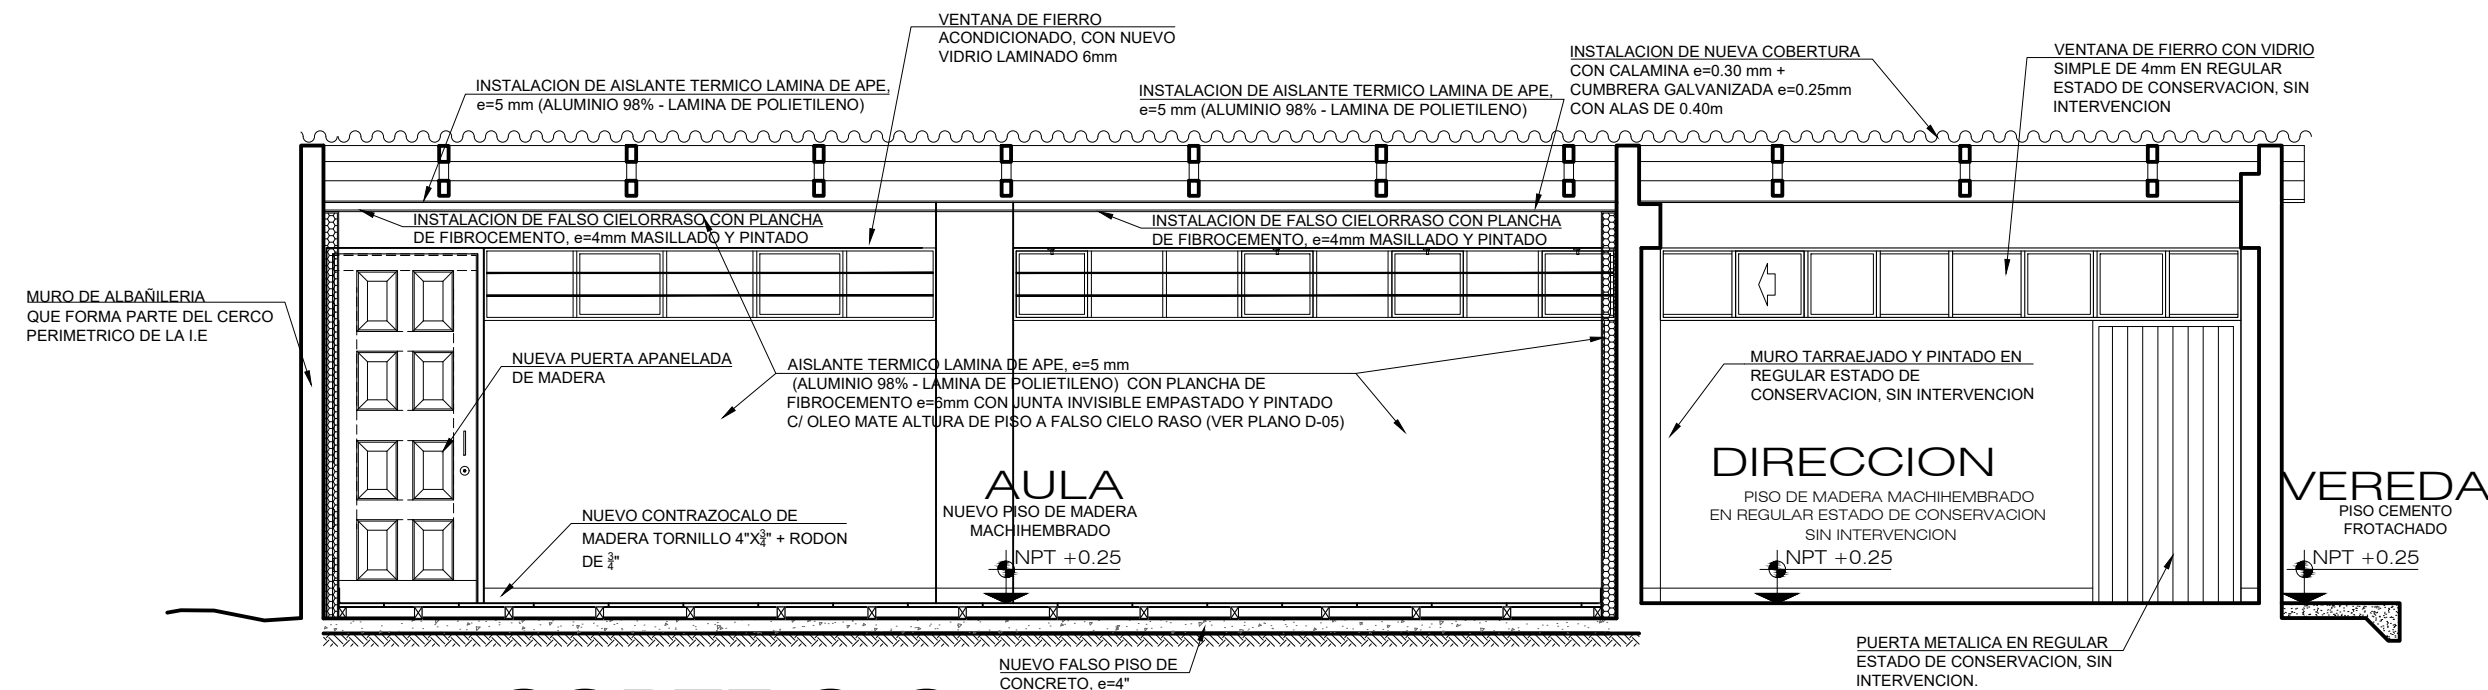 VENTANA DE FIERRO
ACONDICIONADO, CON NUEVO
VIDRIO LAMINADO 6mm
INSTALACION DE AISLANTE TERMICO LAMINA DE APE,
e=5 mm (ALUMINIO 98% - LAMINA DE POLIETILENO)
INSTALACION DE AISLANTE TERMICO LAMINA DE APE,
e=5 mm (ALUMINIO 98% - LAMINA DE POLIETILENO)
INSTALACION DE NUEVA COBERTURA
CON CALAMINA e=0.30 mm +
CUMBRERA GALVANIZADA e=0.25mm
CON ALAS DE 0.40m
VENTANA DE FIERRO CON VIDRIO
SIMPLE DE 4mm EN REGULAR
ESTADO DE CONSERVACION, SIN
INTERVENCION
INSTALACION DE FALSO CIELORRASO CON PLANCHA
DE FIBROCEMENTO, e=4mm MASILLADO Y PINTADO
INSTALACION DE FALSO CIELORRASO CON PLANCHA
DE FIBROCEMENTO, e=4mm MASILLADO Y PINTADO
MURO DE ALBAÑILERIA
QUE FORMA PARTE DEL CERCO
PERIMETRICO DE LA I.E
NUEVA PUERTA APANELADA
DE MADERA
AISLANTE TERMICO LAMINA DE APE, e=5 mm
(ALUMINIO 98% - LAMINA DE POLIETILENO) CON PLANCHA DE
FIBROCEMENTO e=6mm CON JUNTA INVISIBLE EMPASTADO Y PINTADO
C/ OLEO MATE ALTURA DE PISO A FALSO CIELO RASO (VER PLANO D-05)
MURO TARRAEJADO Y PINTADO EN
REGULAR ESTADO DE
CONSERVACION, SIN INTERVENCION
AULA
NUEVO PISO DE MADERA
MACHIHEMBRADO
NPT +0.25
DIRECCION
PISO DE MADERA MACHIHEMBRADO
EN REGULAR ESTADO DE CONSERVACION
SIN INTERVENCION
NPT +0.25
VEREDA
PISO CEMENTO
FROTACHADO
NPT +0.25
NUEVO CONTRAZOCALO DE
MADERA TORNILLO 4"X¾" + RODON
DE ¾"
NUEVO FALSO PISO DE
CONCRETO, e=4"
PUERTA METALICA EN REGULAR
ESTADO DE CONSERVACION, SIN
INTERVENCION.